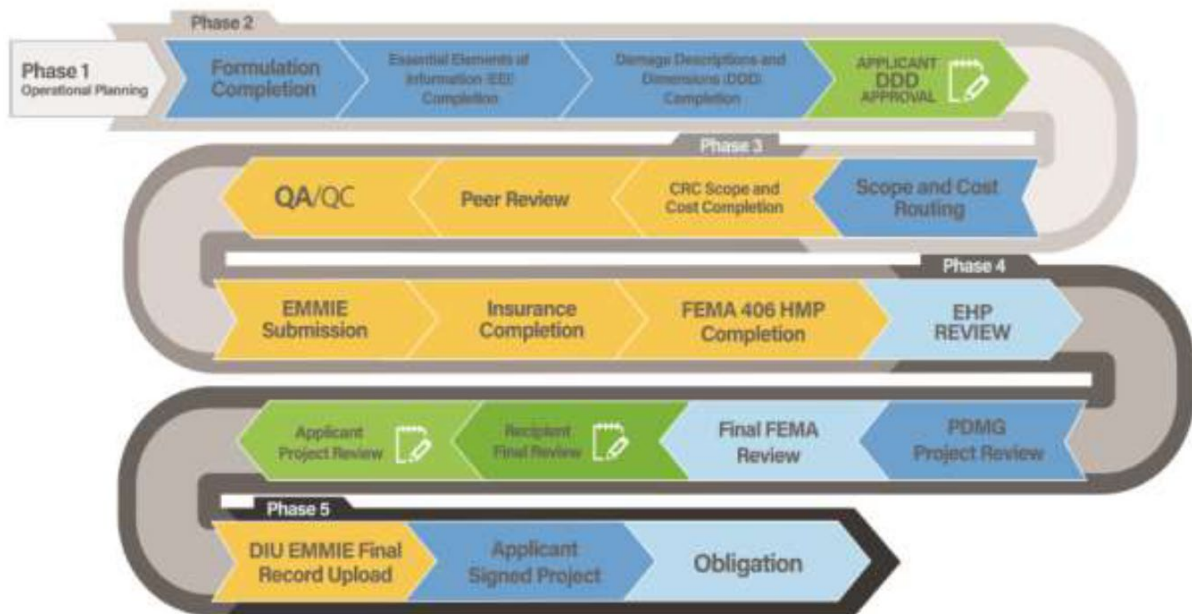 Phase 2
Phase 1
Operational Planning
Formulation
Completion
Essential Elements of
Information (EEI)
Completion
Damage Descriptions and
Dimensions (DDD)
Completion
APPLICANT
DDD
APPROVAL
Phase 3
QA/QC
Peer Review
CRC Scope and
Cost Completion
Scope and Cost
Routing
Phase 4
EMMIE
Submission
Insurance
Completion
FEMA 406 HMP
Completion
EHP
REVIEW
Applicant
Project Review
Recipient
Final Review
Final FEMA
Review
PDMG
Project Review
Phase 5
DIU EMMIE Final
Record Upload
Applicant
Signed Project
Obligation